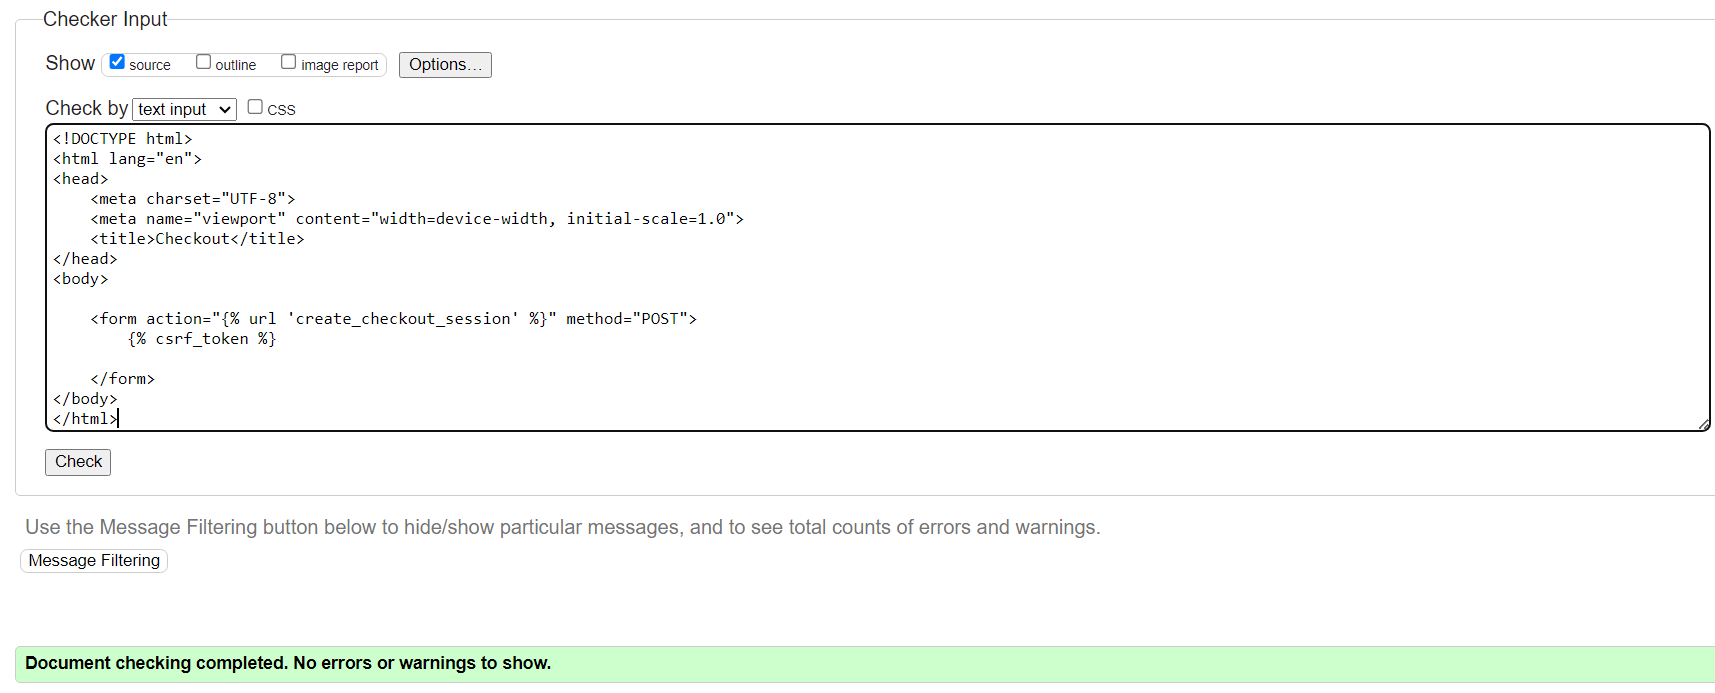 Checker Input
Show source outline image report Options...
Check by text input CSS
<!DOCTYPE html>
<html lang="en">
<head>
    <meta charset="UTF-8">
    <meta name="viewport" content="width=device-width, initial-scale=1.0">
    <title>Checkout</title>
</head>
<body>
    <form action="{% url 'create_checkout_session' %}" method="POST">
        {% csrf_token %}
    </form>
</body>
</html>
Check
Use the Message Filtering button below to hide/show particular messages, and to see total counts of errors and warnings.
Message Filtering
Document checking completed. No errors or warnings to show.